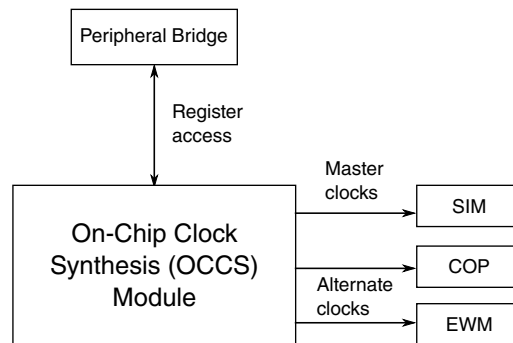 Peripheral Bridge
Register
access
Master
clocks
SIM
On-Chip Clock
Synthesis (OCCS)
Module
COP
Alternate
clocks
EWM